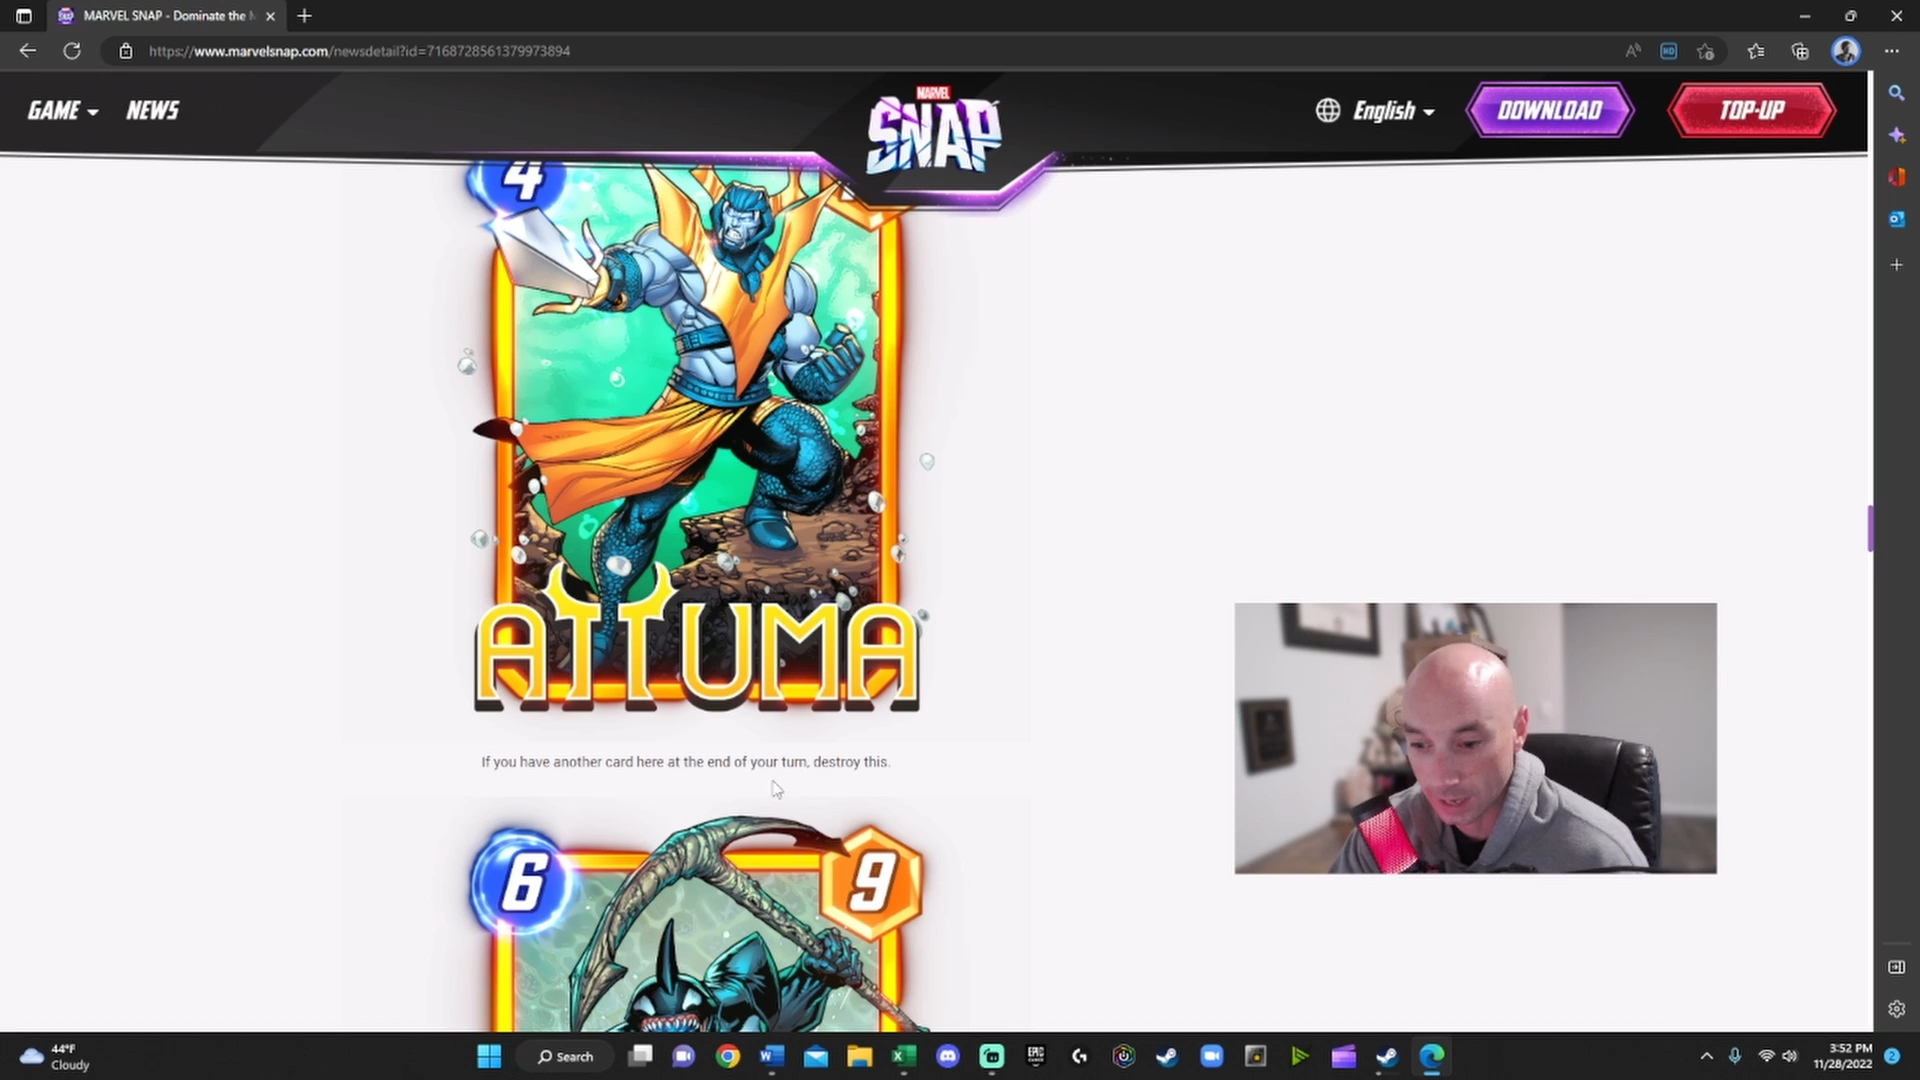 MARVEL SNAP - Dominate the
https://www.marvelsnap.com/newsdetail?id=7168728561379973894
GAME
NEWS
MARVEL
SNAP
English
DOWNLOAD
TOP-UP
4
ATTUMA
If you have another card here at the end of your turn, destroy this.
6
9
44°F
Cloudy
Search
EPIC
3:52 PM
11/28/2022
2